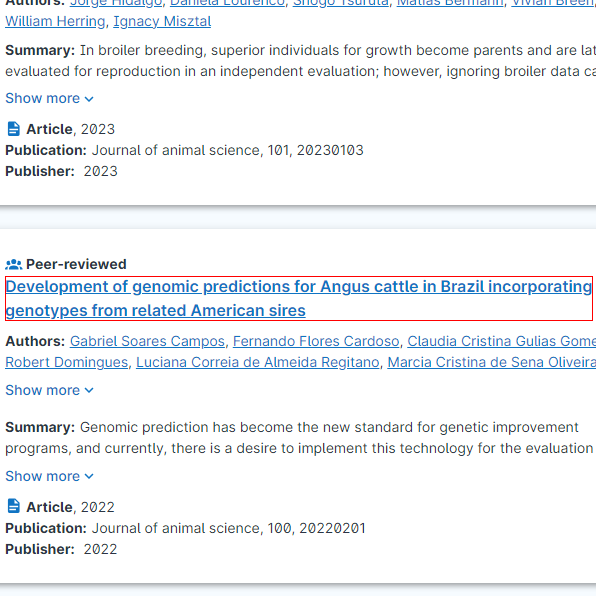 Authors: Jorge Hidalgo, Daniela Lourenco, Shogo Tsuruta, Matias Bermann, Vivian Breen,
William Herring, Ignacy Misztal
Summary: In broiler breeding, superior individuals for growth become parents and are lat
evaluated for reproduction in an independent evaluation; however, ignoring broiler data ca
Show more
Article, 2023
Publication: Journal of animal science, 101, 20230103
Publisher: 2023
Peer-reviewed
Development of genomic predictions for Angus cattle in Brazil incorporating
genotypes from related American sires
Authors: Gabriel Soares Campos, Fernando Flores Cardoso, Claudia Cristina Gulias Gome
Robert Domingues, Luciana Correia de Almeida Regitano, Marcia Cristina de Sena Oliveira
Show more
Summary: Genomic prediction has become the new standard for genetic improvement
programs, and currently, there is a desire to implement this technology for the evaluation
Show more
Article, 2022
Publication: Journal of animal science, 100, 20220201
Publisher: 2022